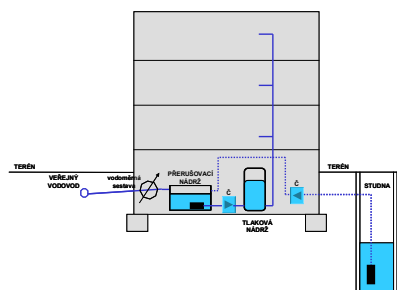 TERÉN
TERÉN
VEŘEJNÝ
VODOVOD
vodoměrná
sestava
PŘERUŠOVACÍ
NÁDRŽ
STUDNA
Č
Č
TLAKOVÁ
NÁDRŽ